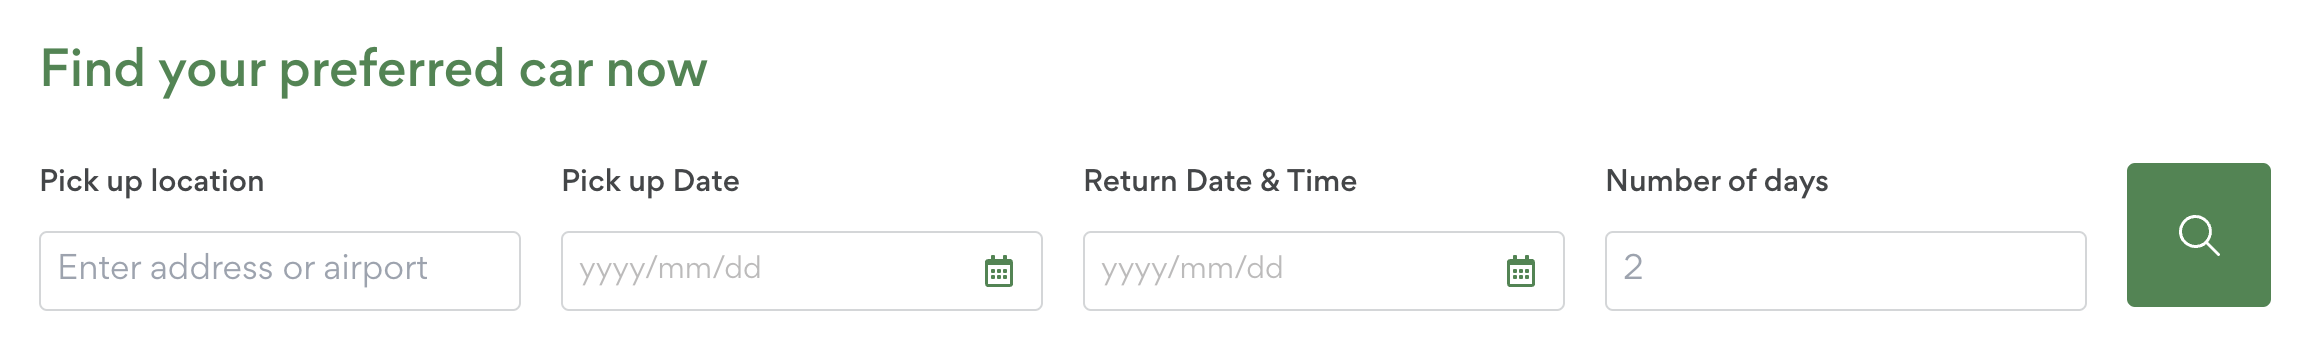 Find your preferred car now
Pick up location
Pick up Date
Return Date & Time
Number of days
Enter address or airport
yyyy/mm/dd
yyyy/mm/dd
2